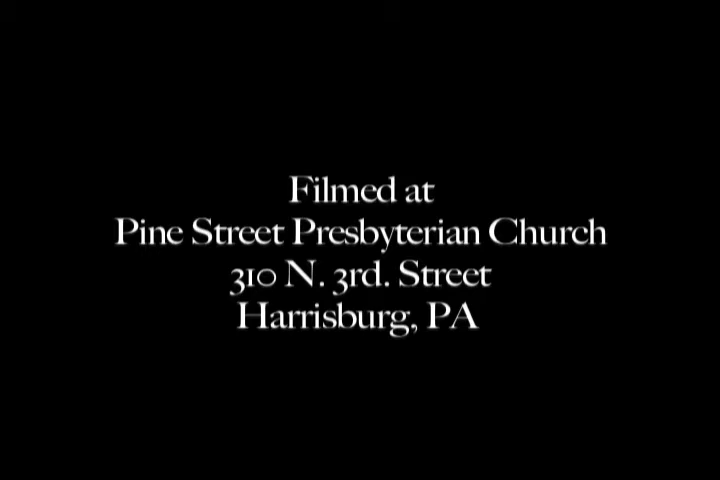 Filmed at
Pine Street Presbyterian Church
310 N. 3rd. Street
Harrisburg, PA